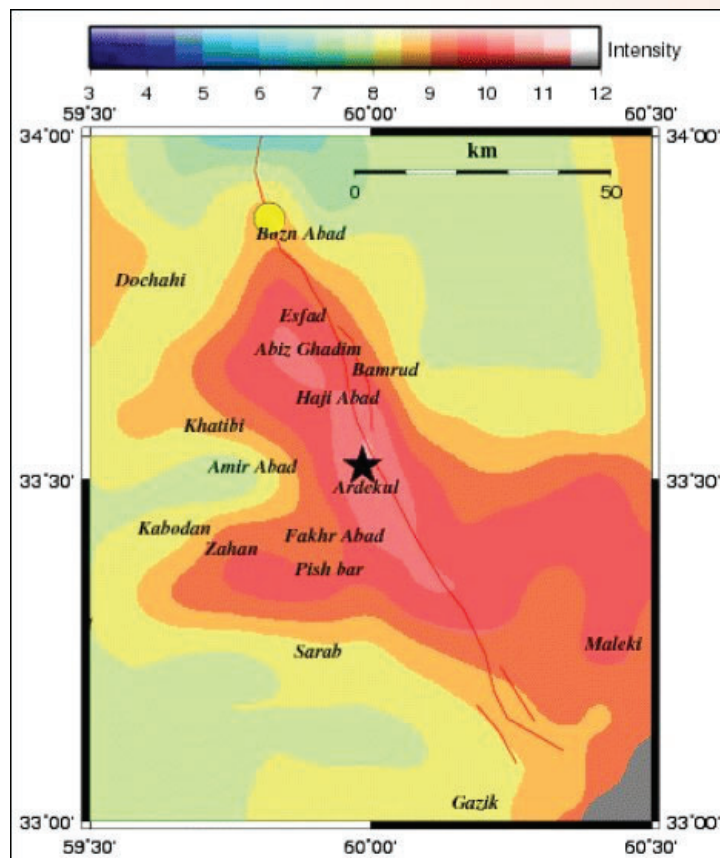 Intensity
3 4 5 6 7 8 9 10 11 12
59˚30' 60˚00' 60˚30'
34˚00' 34˚00'
km
0 50
Bozn Abad
Dochahi
Esfad
Abiz Ghadim
Bamrud
Haji Abad
Khatibi
Amir Abad
33˚30' 33˚30'
Ardekul
Kabodan
Fakhr Abad
Zahan
Pish bar
Sarab
Maleki
Gazik
33˚00' 33˚00'
59˚30' 60˚00' 60˚30'